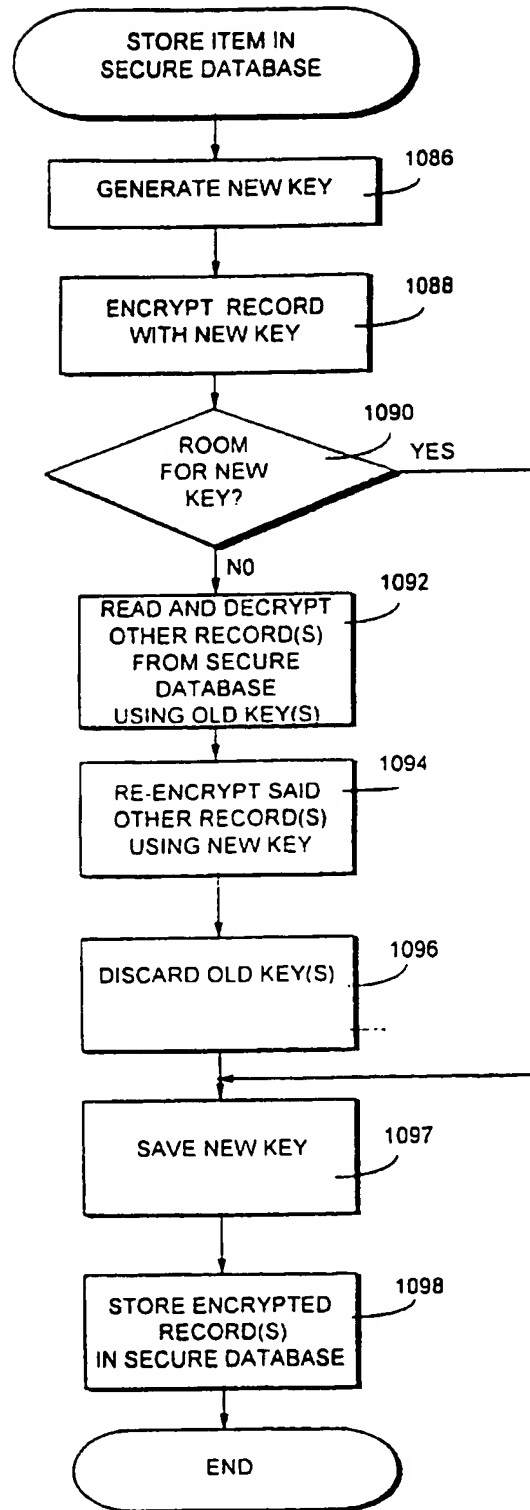 STORE ITEM IN
SECURE DATABASE
1086
GENERATE NEW KEY
1088
ENCRYPT RECORD
WITH NEW KEY
1090
ROOM
FOR NEW
KEY?
YES
NO
1092
READ AND DECRYPT
OTHER RECORD(S)
FROM SECURE
DATABASE
USING OLD KEY(S)
1094
RE-ENCRYPT SAID
OTHER RECORD(S)
USING NEW KEY
1096
DISCARD OLD KEY(S)
1097
SAVE NEW KEY
1098
STORE ENCRYPTED
RECORD(S)
IN SECURE DATABASE
END